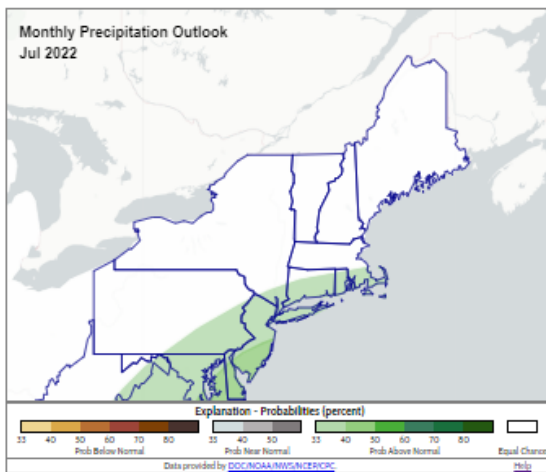 Monthly Precipitation Outlook
Jul 2022
Explanation - Probabilities (percent)
33 40 50 60 70 80 33 40 50 33 40 50 60 70 80
Prob Below Normal Prob Near Normal Prob Above Normal Equal Chance
Data provided by DOC/NOAA/NWS/NCEP/CPC. Help